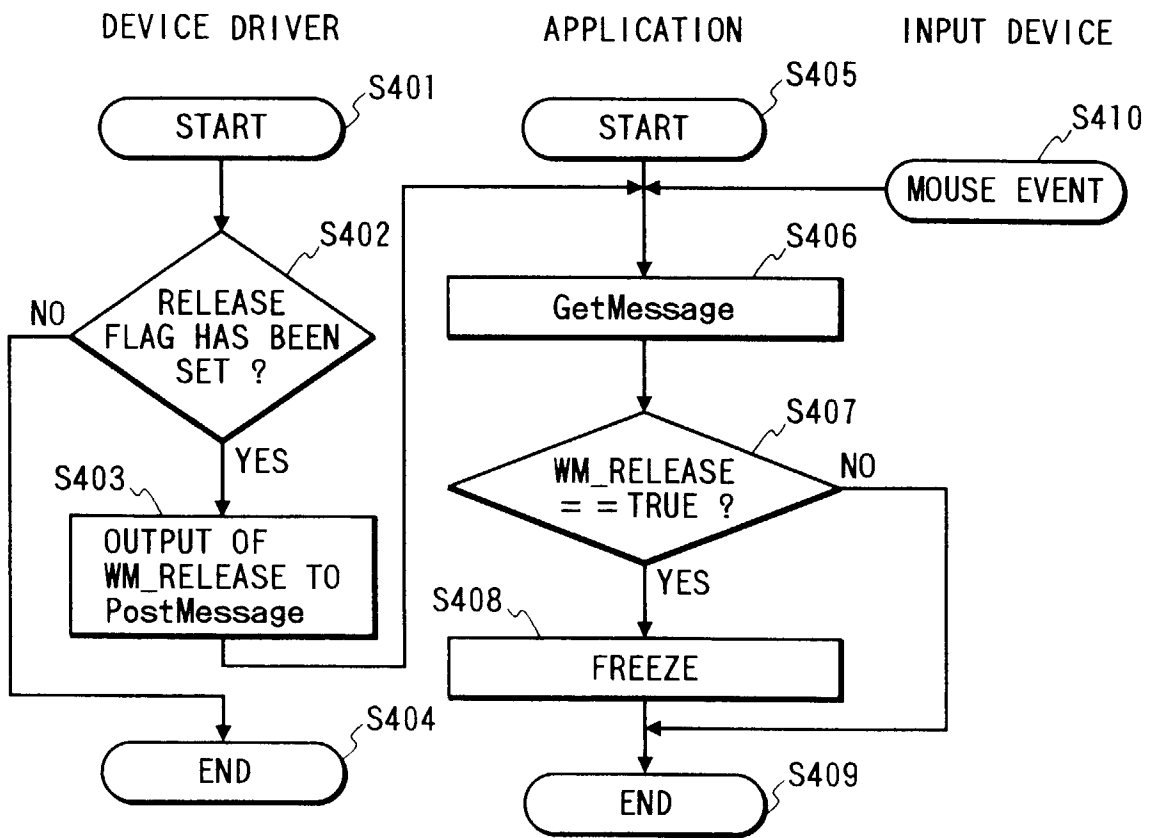 DEVICE DRIVER
APPLICATION
INPUT DEVICE
S401
START
S402
RELEASE
FLAG HAS BEEN
SET ?
NO
YES
S403
OUTPUT OF
WM_RELEASE TO
PostMessage
S404
END
S405
START
S410
MOUSE EVENT
S406
GetMessage
S407
WM_RELEASE
= = TRUE ?
NO
YES
S408
FREEZE
S409
END